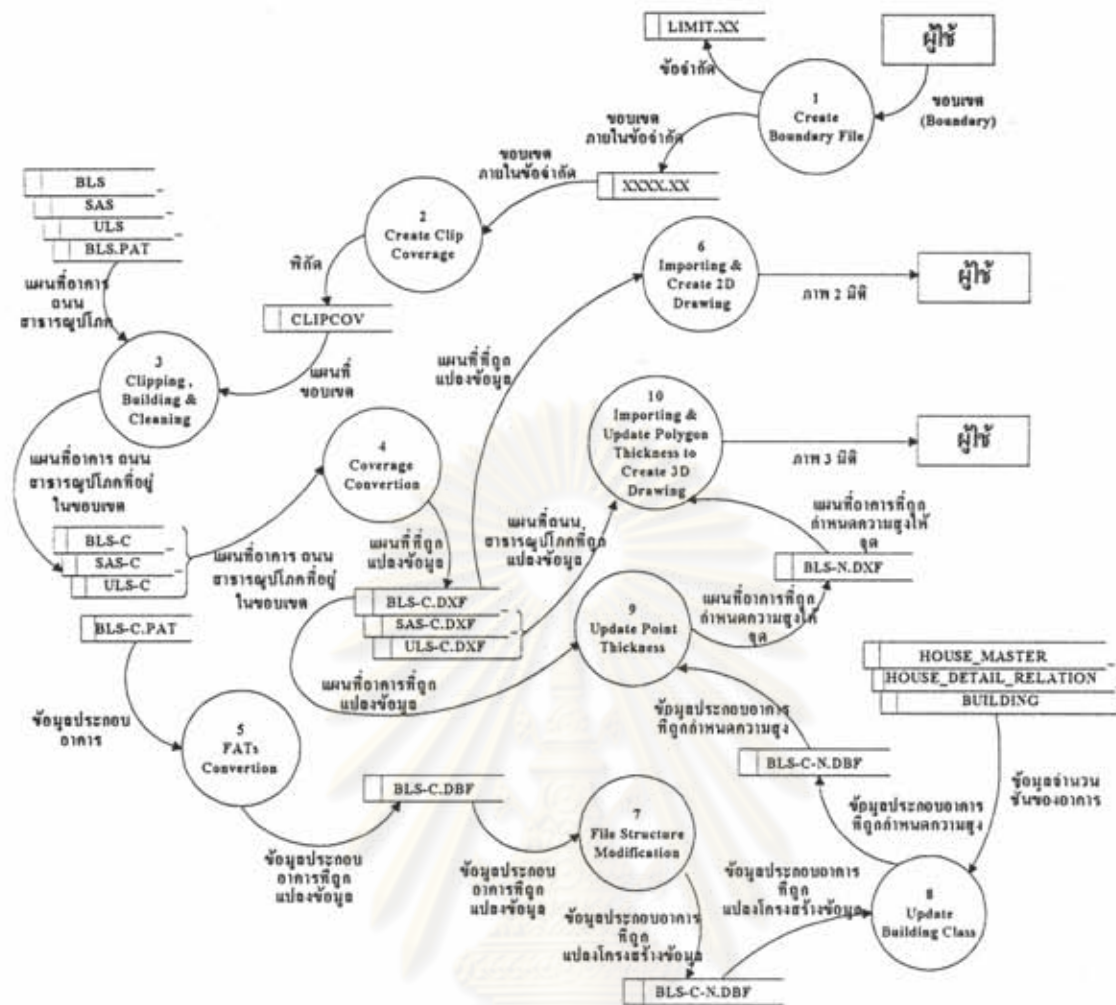 LIMIT.XX
ผู้ใช้
ข้อจำกัด
1
Create
Boundary File
ขอบเขต
(Boundary)
ขอบเขต
ภายในข้อจำกัด
XXXX.XX
ขอบเขต
ภายในข้อจำกัด
BLS
SAS
ULS
BLS.PAT
2
Create Clip
Coverage
พิกัด
CLIPCOV
แผนที่อาคาร
ถนน
สาธารณูปโภค
3
Clipping ,
Building &
Cleaning
แผนที่
ขอบเขต
6
Importing &
Create 2D
Drawing
ภาพ 2 มิติ
ผู้ใช้
แผนที่ที่ถูก
แปลงข้อมูล
10
Importing &
Update Polygon
Thickness to
Create 3D
Drawing
ภาพ 3 มิติ
ผู้ใช้
4
Coverage
Convertion
แผนที่อาคาร ถนน
สาธารณูปโภคที่อยู่
ในขอบเขต
BLS-C
SAS-C
ULS-C
แผนที่อาคาร ถนน
สาธารณูปโภคที่อยู่
ในขอบเขต
แผนที่ที่ถูก
แปลงข้อมูล
แผนที่ถนน
สาธารณูปโภคที่ถูก
แปลงข้อมูล
แผนที่อาคารที่ถูก
กำหนดความสูงให้
จุด
BLS-N.DXF
BLS-C.DXF
SAS-C.DXF
ULS-C.DXF
9
Update Point
Thickness
แผนที่อาคารที่ถูก
กำหนดความสูงให้
จุด
BLS-C.PAT
แผนที่อาคารที่ถูก
แปลงข้อมูล
HOUSE_MASTER
HOUSE_DETAIL_RELATION
BUILDING
ข้อมูลประกอบ
อาคาร
5
FATs
Convertion
ข้อมูลประกอบอาคาร
ที่ถูกกำหนดความสูง
BLS-C-N.DBF
ข้อมูลจำนวน
ชั้นของอาคาร
BLS-C.DBF
7
File Structure
Modification
ข้อมูลประกอบอาคาร
ที่ถูกกำหนดความสูง
ข้อมูลประกอบ
อาคารที่ถูก
แปลงข้อมูล
ข้อมูลประกอบ
อาคารที่ถูก
แปลงข้อมูล
ข้อมูลประกอบอาคาร
ที่ถูก
แปลงโครงสร้างข้อมูล
ข้อมูลประกอบอาคาร
ที่ถูก
แปลงโครงสร้างข้อมูล
8
Update
Building Class
BLS-C-N.DBF